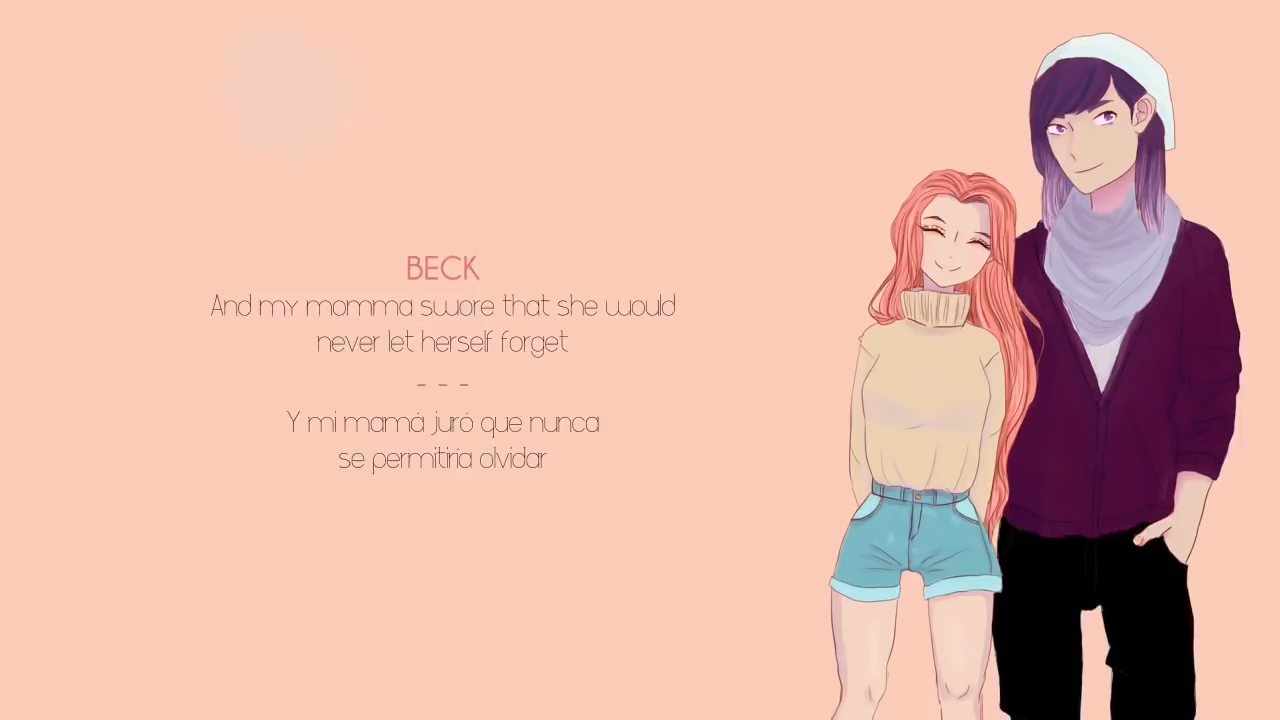 BECK
And my momma swore that she would
never let herself forget
- - -
Y mi mamá juró que nunca
se permitiria olvidar